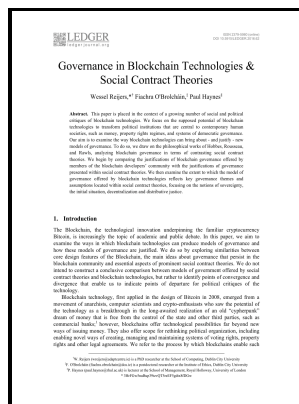 LEDGER
ledgerjournal.org
Governance in Blockchain Technologies &
Social Contract Theories
Wessel Reijers, Fiachra O'Brolcháin, Paul Haynes
Abstract. This paper is placed in the context of a growing number of social and political
critiques of blockchain technologies. We focus on the supposed potential of blockchain
technologies to transform political institutions that are central to contemporary human
societies, such as money, property rights regimes, and systems of democratic governance.
Our aim is to examine the way blockchain technologies can bring about - and justify - new
models of governance. To do so, we draw on the philosophical works of Hobbes, Rousseau,
and Rawls, analyzing blockchain governance in terms of contrasting social contract
theories. We begin by comparing the justifications of blockchain governance offered by
members of the blockchain developers' community with the justifications of governance
presented within social contract theories. We then examine the extent to which the model
of governance offered by blockchain technologies reflects key governance themes and
assumptions located within social contract theories, focusing on the notions of sovereignty,
the initial situation, decentralization and distributive justice.
1. Introduction
The Blockchain, the technological innovation underpinning the familiar cryptocurrency
Bitcoin, is increasingly the topic of academic and public debate. In this paper, we aim to
examine the ways in which blockchain technologies can produce models of governance and
how these models of governance are justified. We do so by exploring similarities between
core design features of the Blockchain, the main ideas about governance that persist in the
blockchain community and essential aspects of prominent social contract theories. We do not
intend to construct a conclusive comparison between models of government offered by social
contract theories and blockchain technologies, but rather to identify points of convergence and
divergence that enable us to indicate points of departure for political critiques of the
technology.
Blockchain technology, first applied in the design of Bitcoin in 2008, emerged from a
movement of anarchists, computer scientists and crypto-enthusiasts who saw the potential of
the technology as a breakthrough in the long-awaited realization of an old "cypherpunk"
dream of money that is free from the control of the state and other third parties, such as
commercial banks; however, blockchains offer technological possibilities far beyond new
ways of issuing money. They also offer scope for rethinking political organization, including
enabling novel ways of creating, managing and maintaining systems of voting rights, property
rights and other legal agreements. We refer to the process by which blockchains enable such